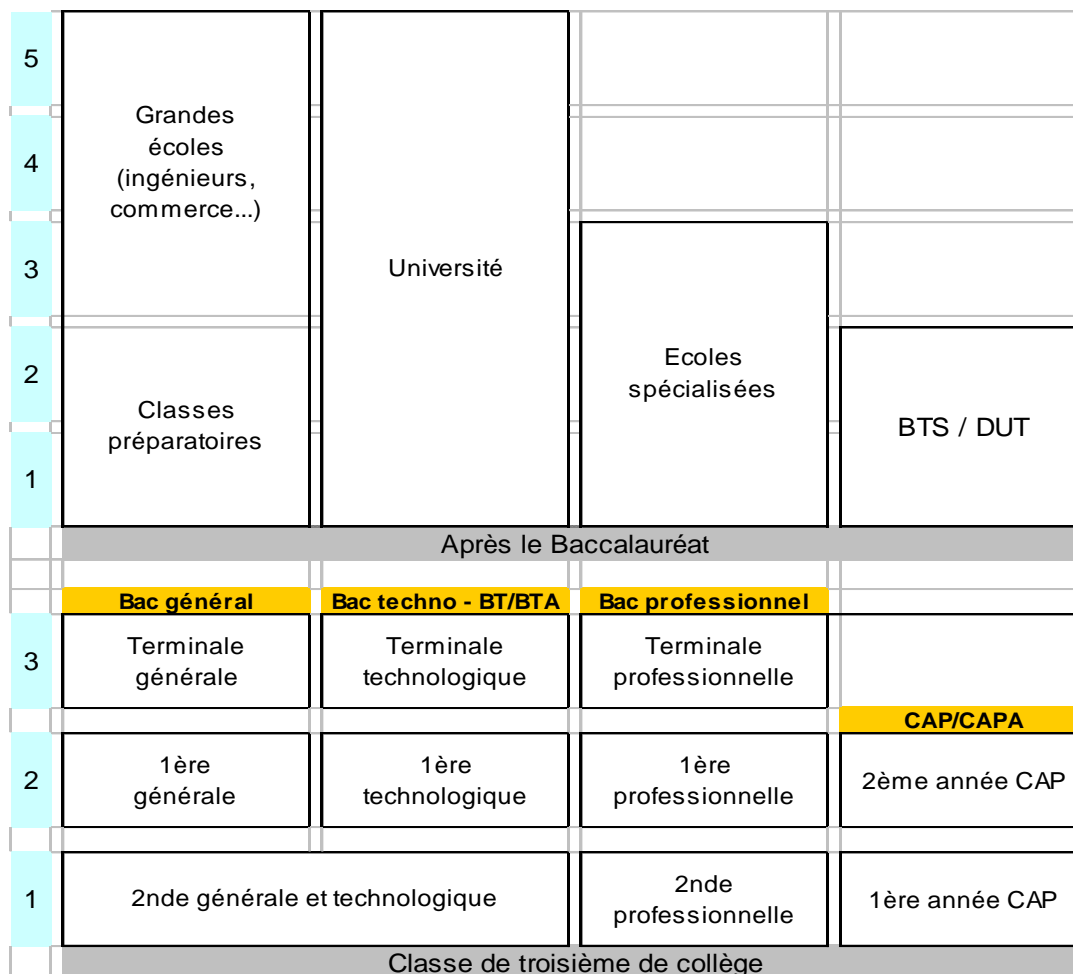 5
Grandes
écoles
(ingénieurs,
commerce...)
4
3
Université
Ecoles
spécialisées
2
Classes
préparatoires
BTS / DUT
1
Après le Baccalauréat
Bac général
Bac techno - BT/BTA
Bac professionnel
3
Terminale
générale
Terminale
technologique
Terminale
professionnelle
CAP/CAPA
2
1ère
générale
1ère
technologique
1ère
professionnelle
2ème année CAP
1
2nde générale et technologique
2nde
professionnelle
1ère année CAP
Classe de troisième de collège